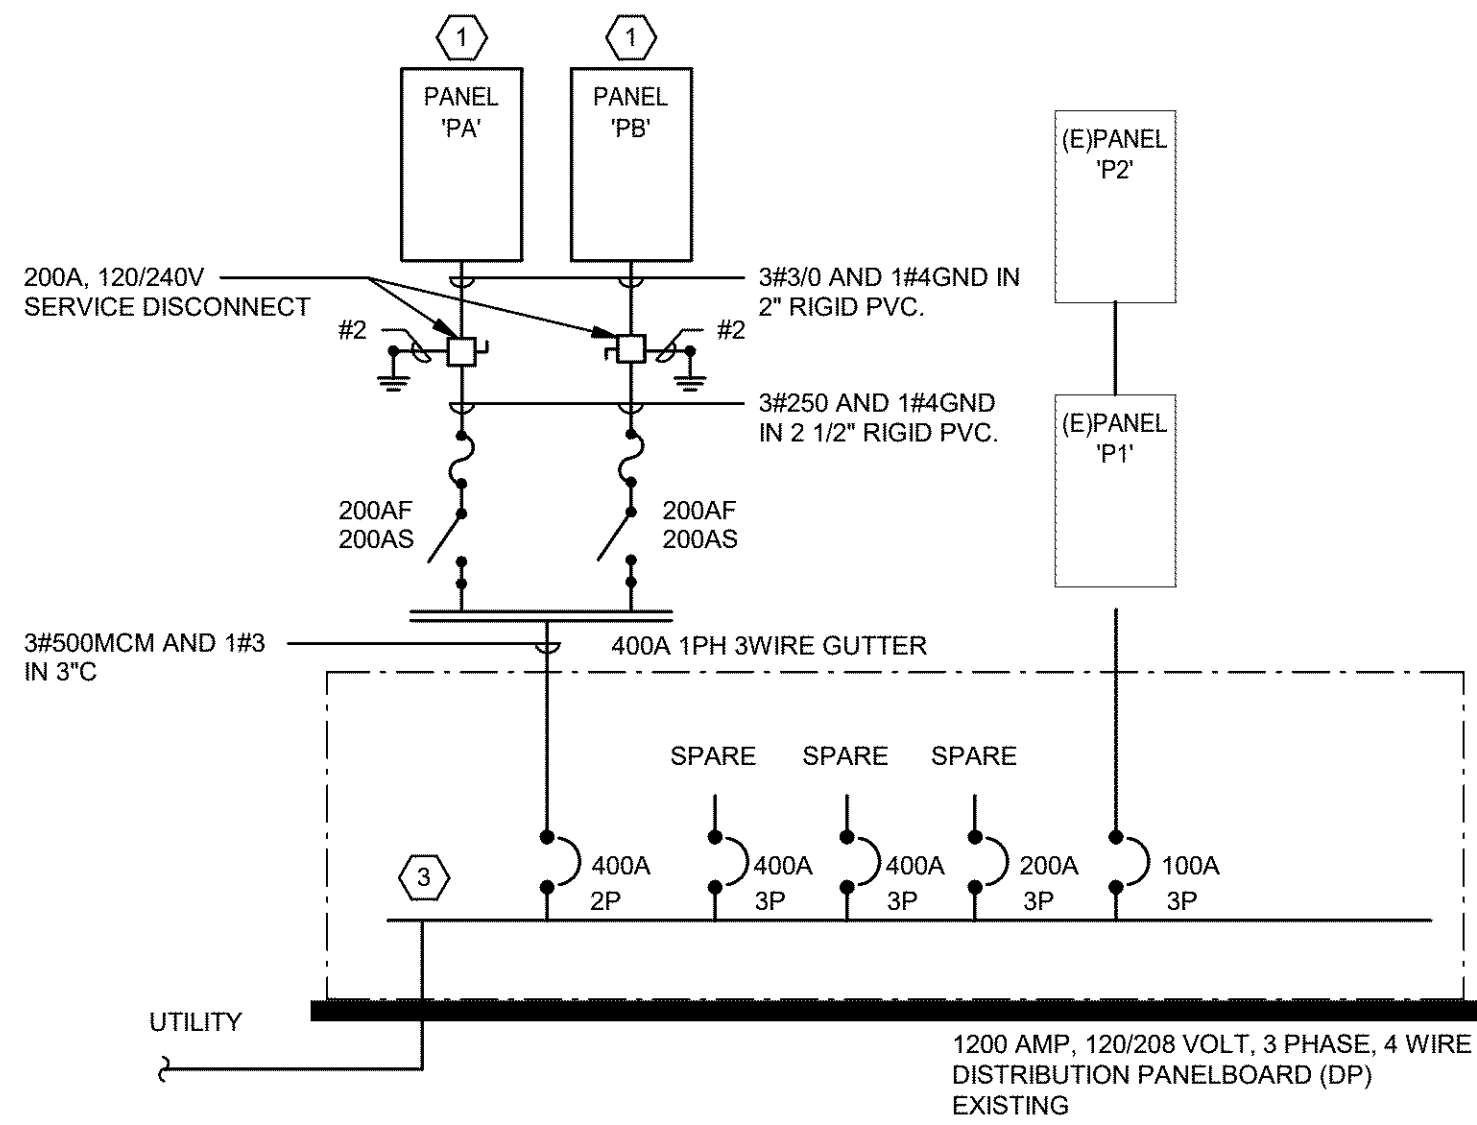 1
1
PANEL
'PA'
PANEL
'PB'
(E)PANEL
'P2'
200A, 120/240V
SERVICE DISCONNECT
3#3/0 AND 1#4GND IN
2" RIGID PVC.
#2
#2
3#250 AND 1#4GND
IN 2 1/2" RIGID PVC.
(E)PANEL
'P1'
200AF
200AS
200AF
200AS
3#500MCM AND 1#3
IN 3"C
400A 1PH 3WIRE GUTTER
SPARE
SPARE
SPARE
3
400A
2P
400A
3P
400A
3P
200A
3P
100A
3P
UTILITY
1200 AMP, 120/208 VOLT, 3 PHASE, 4 WIRE
DISTRIBUTION PANELBOARD (DP)
EXISTING